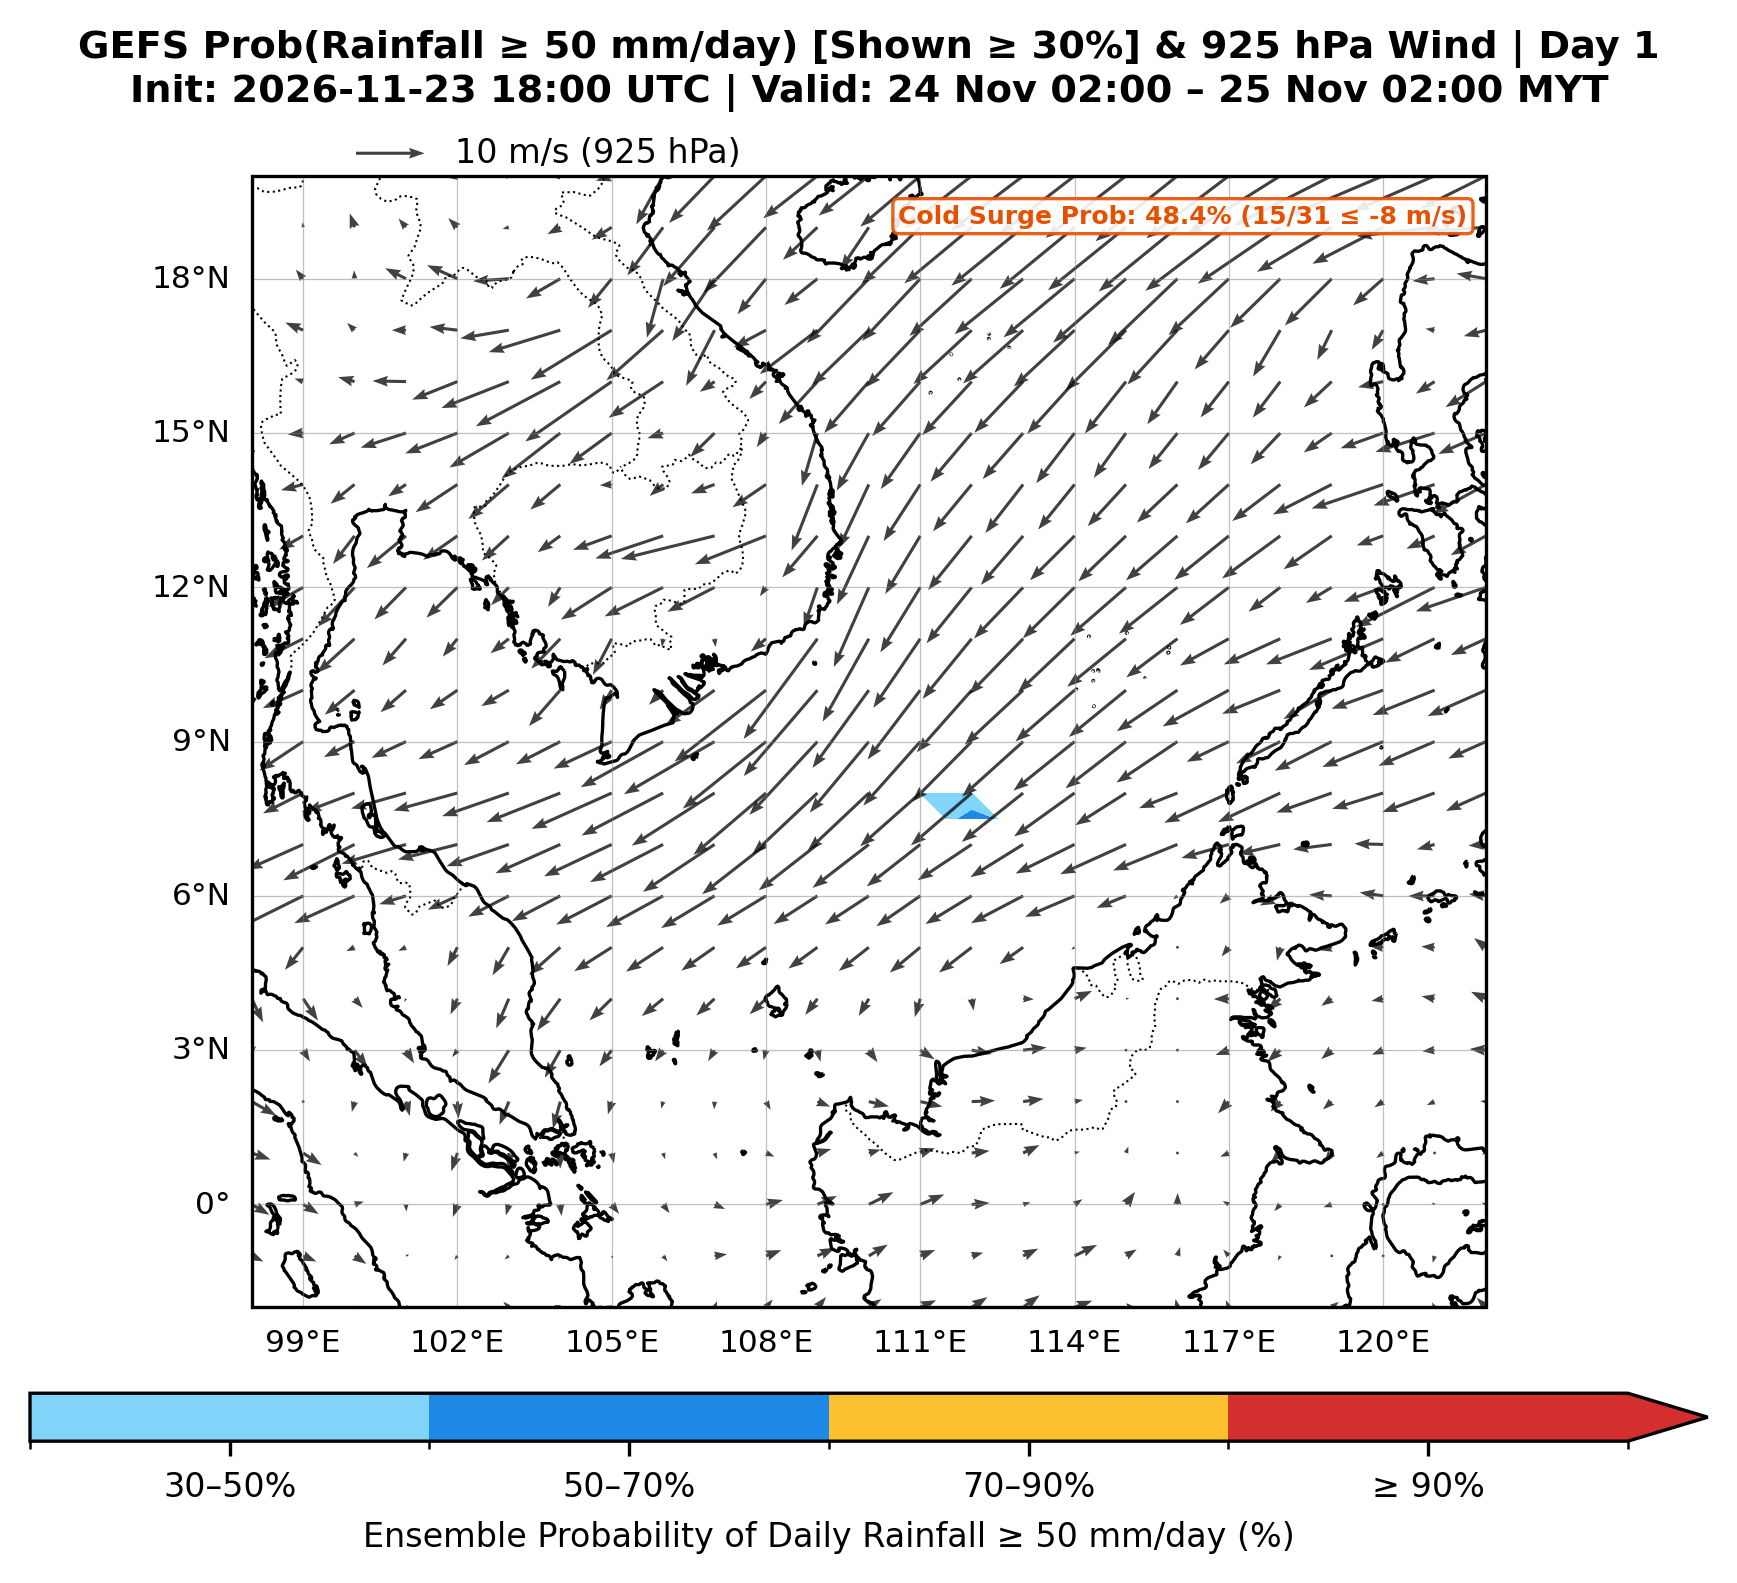 GEFS Prob(Rainfall ≥ 50 mm/day) [Shown ≥ 30%] & 925 hPa Wind | Day 1
Init: 2026-11-23 18:00 UTC | Valid: 24 Nov 02:00 – 25 Nov 02:00 MYT
10 m/s (925 hPa)
Cold Surge Prob: 48.4% (15/31 ≤ -8 m/s)
18°N
15°N
12°N
9°N
6°N
3°N
0°
99°E 102°E 105°E 108°E 111°E 114°E 117°E 120°E
30–50% 50–70% 70–90% ≥ 90%
Ensemble Probability of Daily Rainfall ≥ 50 mm/day (%)